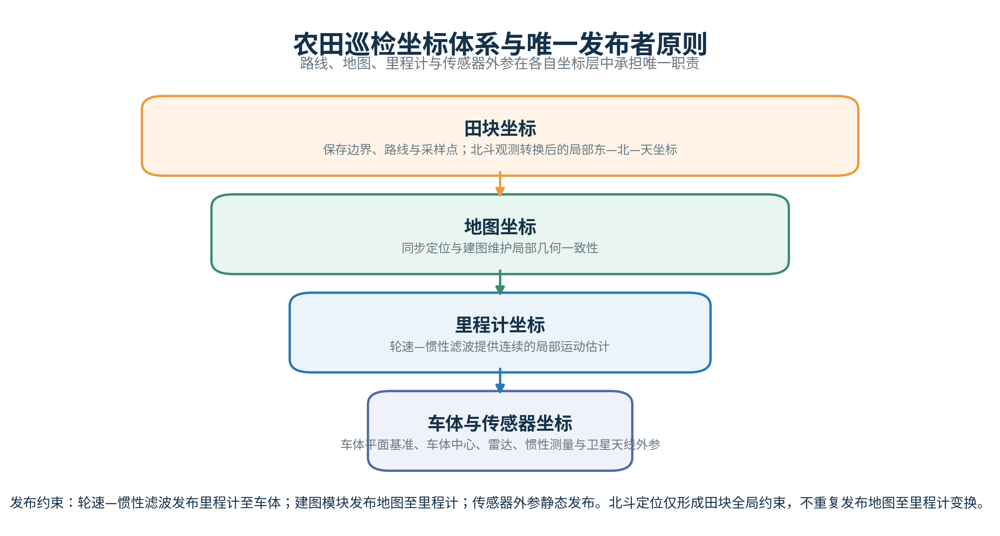 农田巡检坐标体系与唯一发布者原则
路线、地图、里程计与传感器外参在各自坐标层中承担唯一职责
田块坐标
保存边界、路线与采样点；北斗观测转换后的局部东—北—天坐标
地图坐标
同步定位与建图维护局部几何一致性
里程计坐标
轮速—惯性滤波提供连续的局部运动估计
车体与传感器坐标
车体平面基准、车体中心、雷达、惯性测量与卫星天线外参
发布约束：轮速—惯性滤波发布里程计至车体；建图模块发布地图至里程计；传感器外参静态发布。北斗定位仅形成田块全局约束，不重复发布地图至里程计变换。